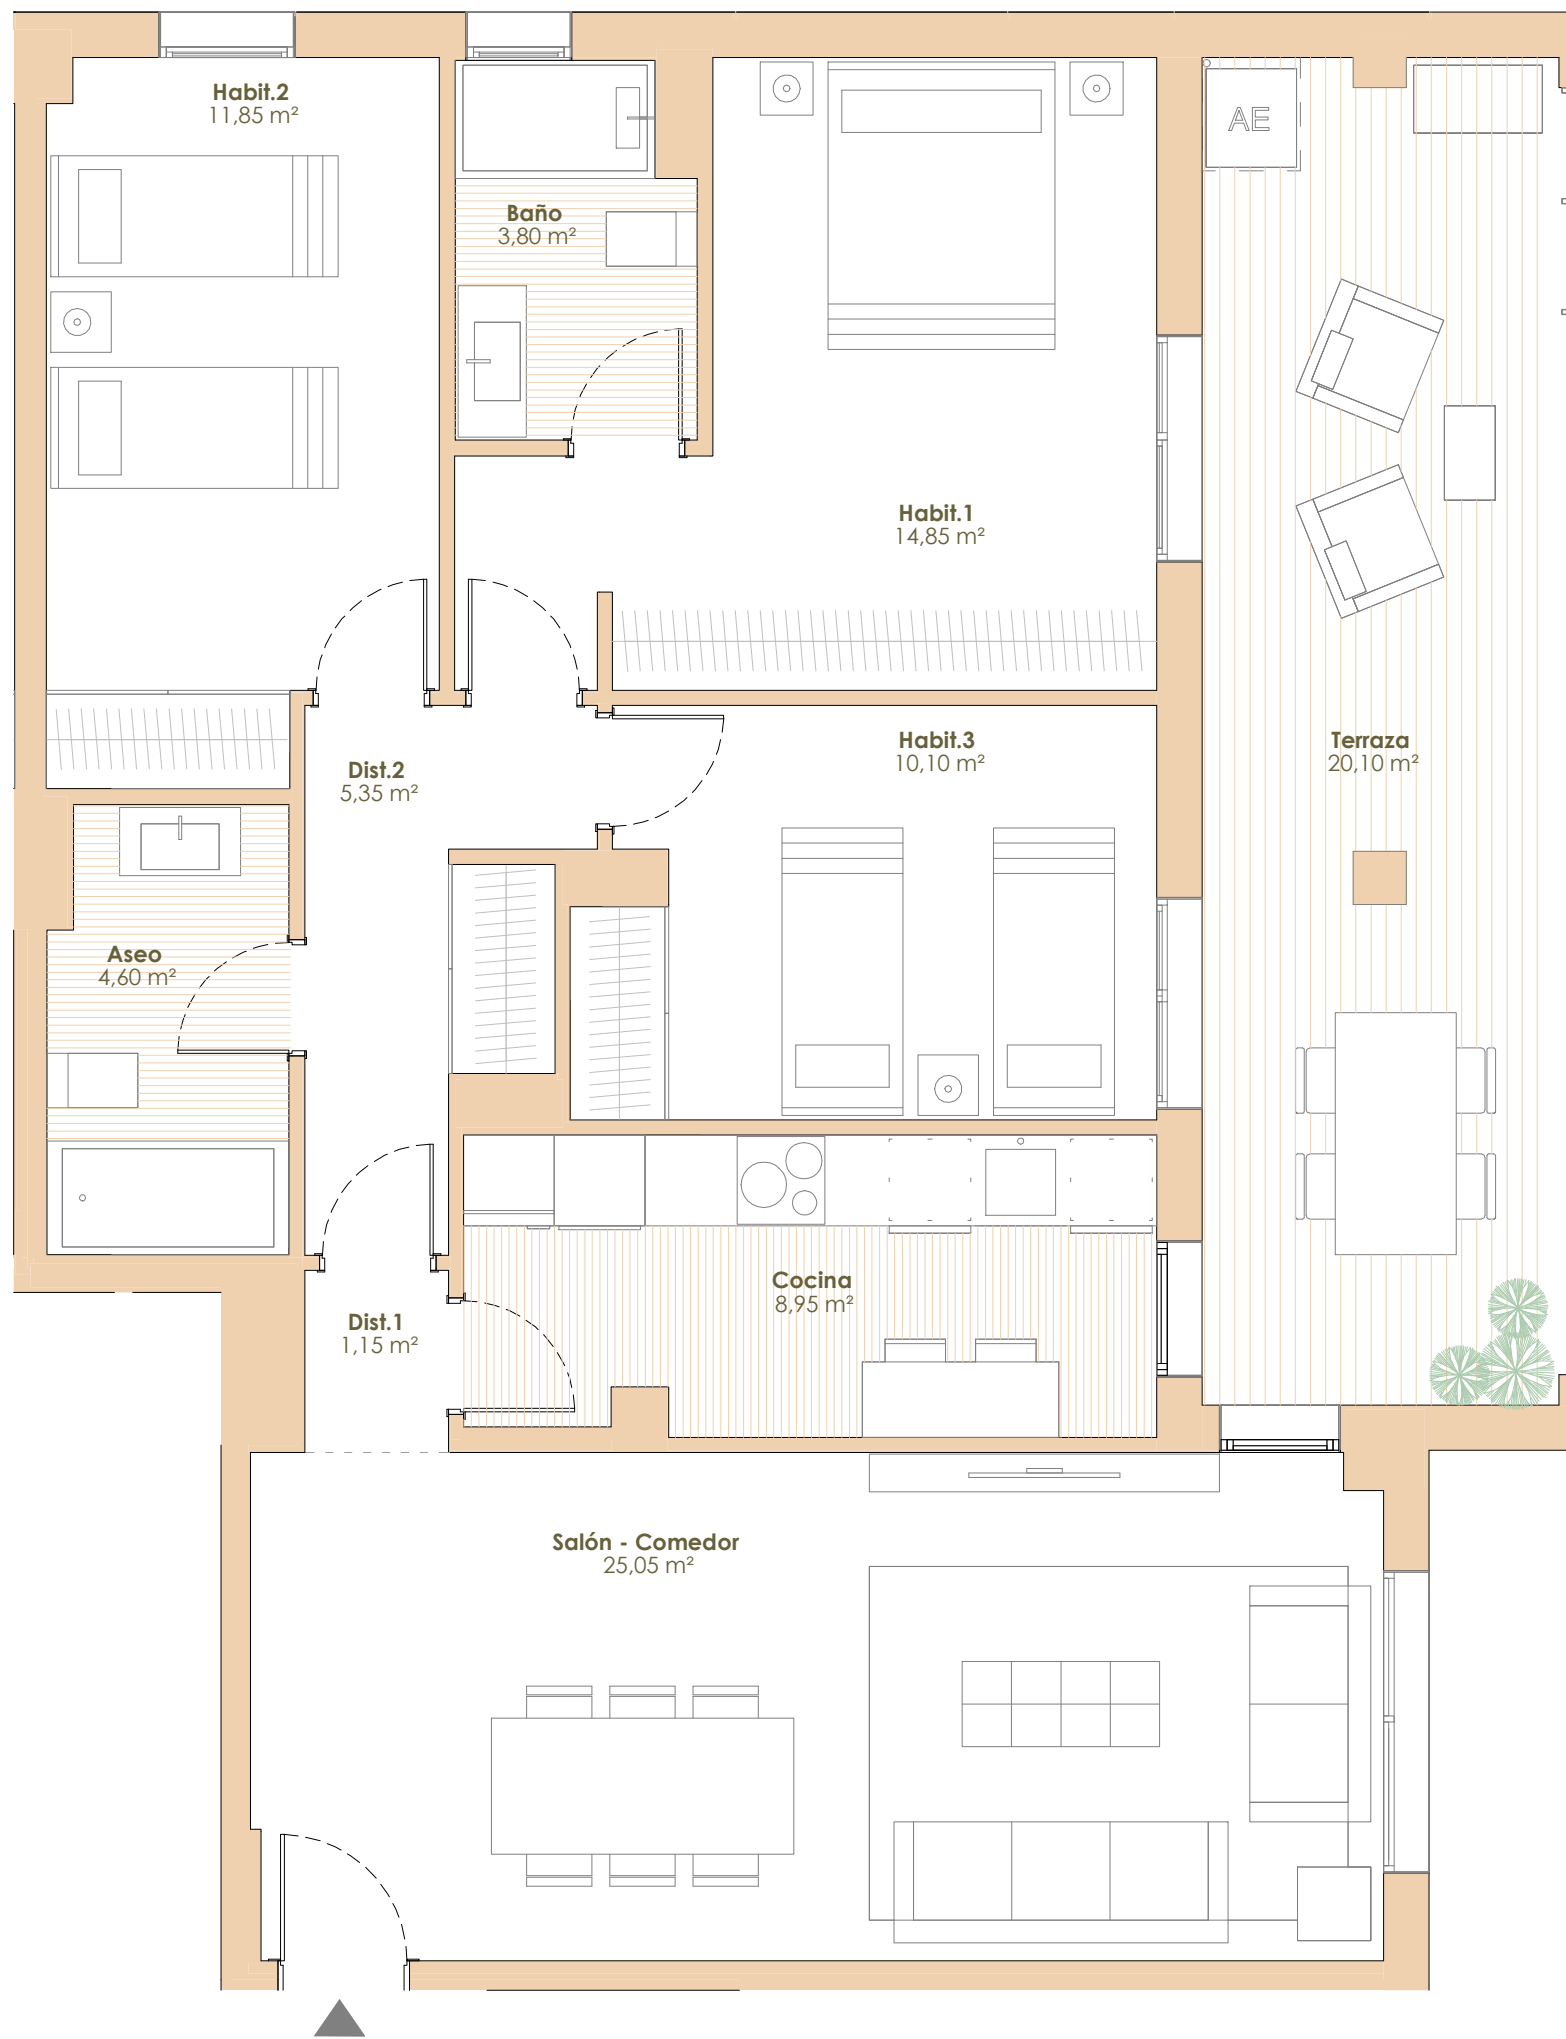 Habit.2
11,85 m²
AE
Baño
3,80 m²
Habit.1
14,85 m²
Habit.3
10,10 m²
Terraza
20,10 m²
Dist.2
5,35 m²
Aseo
4,60 m²
Cocina
8,95 m²
Dist.1
1,15 m²
Salón - Comedor
25,05 m²